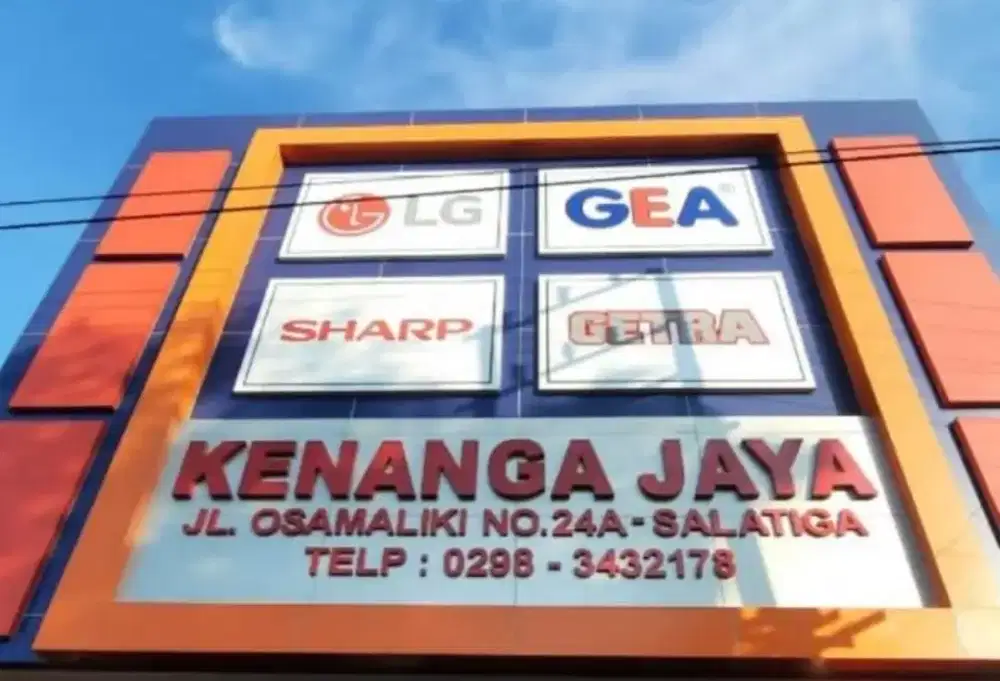 LG
GEA®
SHARP
GETRA
KENANGA JAYA
JL. OSAMALIKI NO.24A-SALATIGA
TELP : 0298 - 3432178